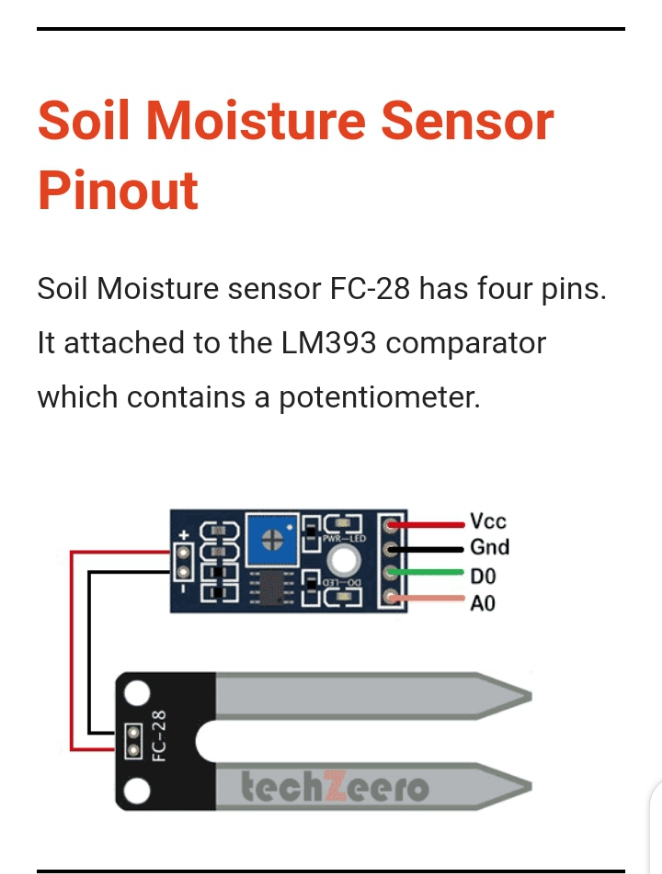 Soil Moisture Sensor
Pinout
Soil Moisture sensor FC-28 has four pins.
It attached to the LM393 comparator
which contains a potentiometer.
Vcc
Gnd
D0
A0
+
-
PWR-LED
DO-LED
FC-28
techZeero